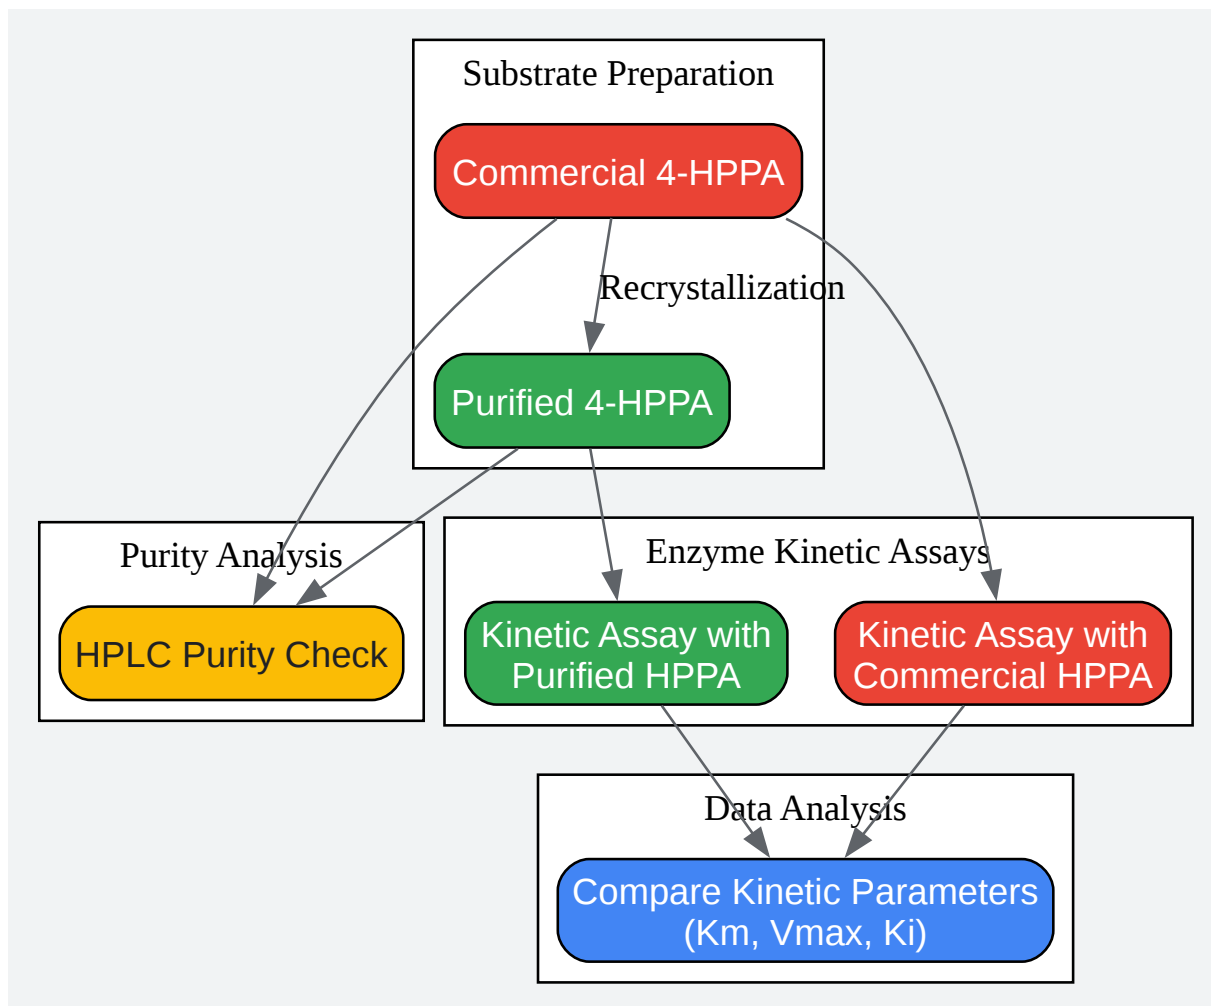 Substrate Preparation
Commercial 4-HPPA
Recrystallization
Purified 4-HPPA
Purity Analysis
HPLC Purity Check
Enzyme Kinetic Assays
Kinetic Assay with
Purified HPPA
Kinetic Assay with
Commercial HPPA
Data Analysis
Compare Kinetic Parameters
(Km, Vmax, Ki)